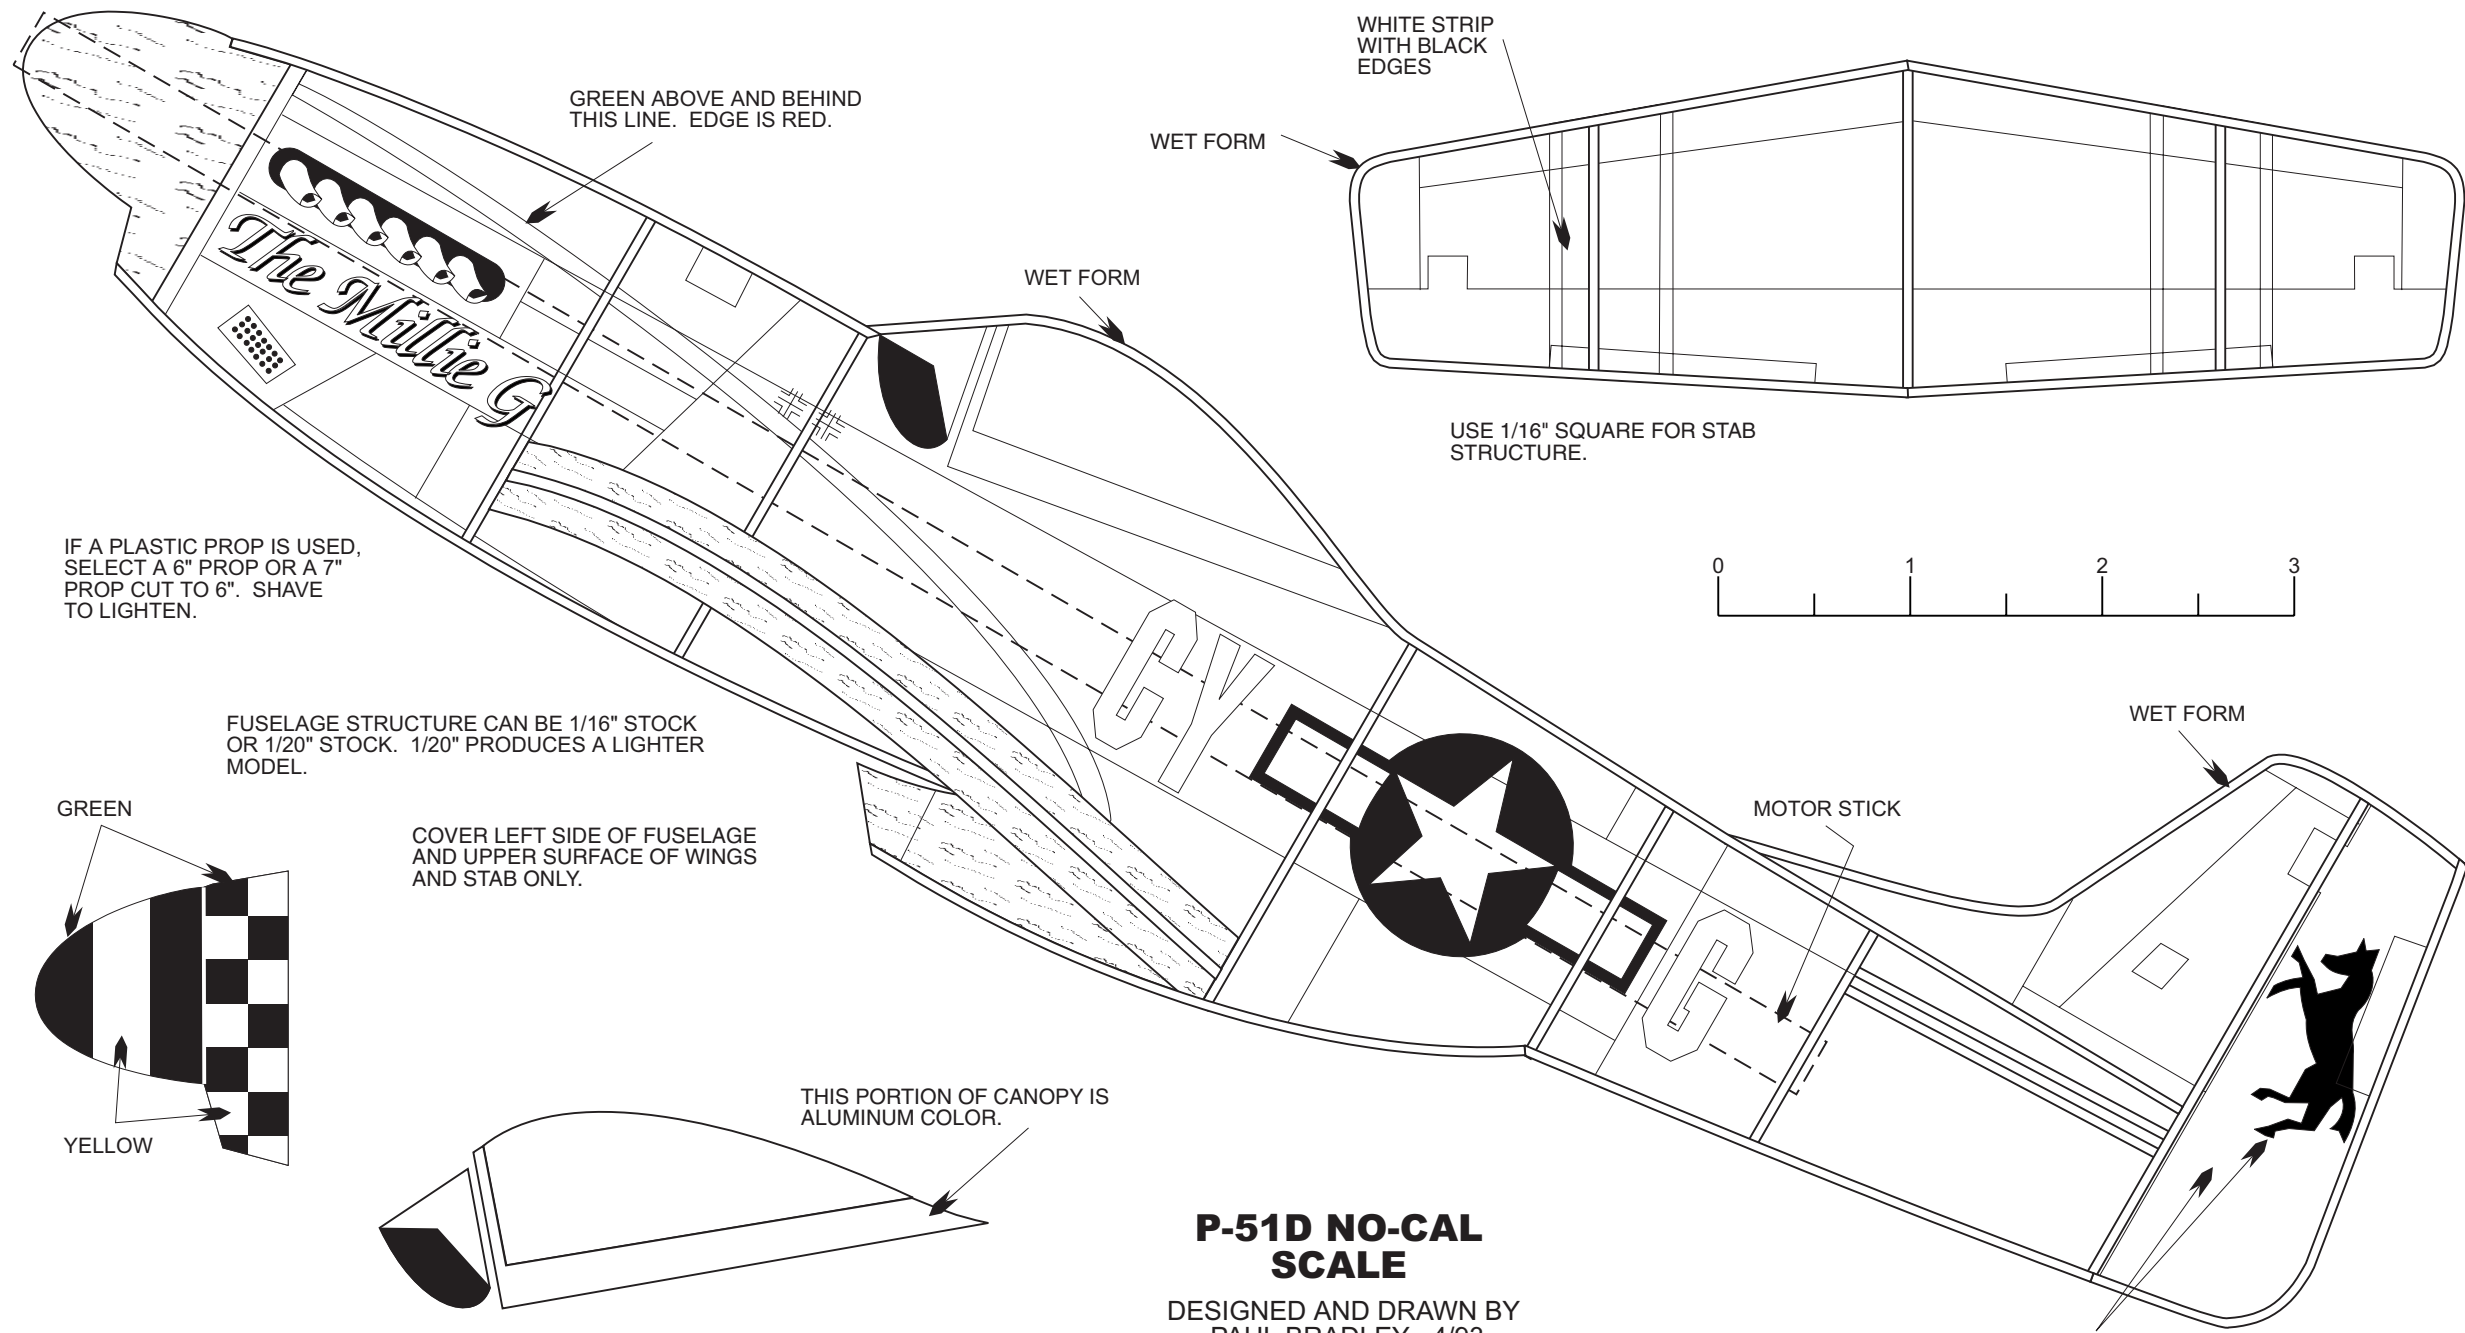 WHITE STRIP
WITH BLACK
EDGES
GREEN ABOVE AND BEHIND
THIS LINE.  EDGE IS RED.
WET FORM
The Millie G
WET FORM
USE 1/16" SQUARE FOR STAB
STRUCTURE.
IF A PLASTIC PROP IS USED,
SELECT A 6" PROP OR A 7"
PROP CUT TO 6".  SHAVE
TO LIGHTEN.
0 1 2 3
CY
G
FUSELAGE STRUCTURE CAN BE 1/16" STOCK
OR 1/20" STOCK.  1/20" PRODUCES A LIGHTER
MODEL.
WET FORM
GREEN
MOTOR STICK
COVER LEFT SIDE OF FUSELAGE
AND UPPER SURFACE OF WINGS
AND STAB ONLY.
YELLOW
THIS PORTION OF CANOPY IS
ALUMINUM COLOR.
P-51D NO-CAL
SCALE
DESIGNED AND DRAWN BY
PAUL BRADLEY  4/93